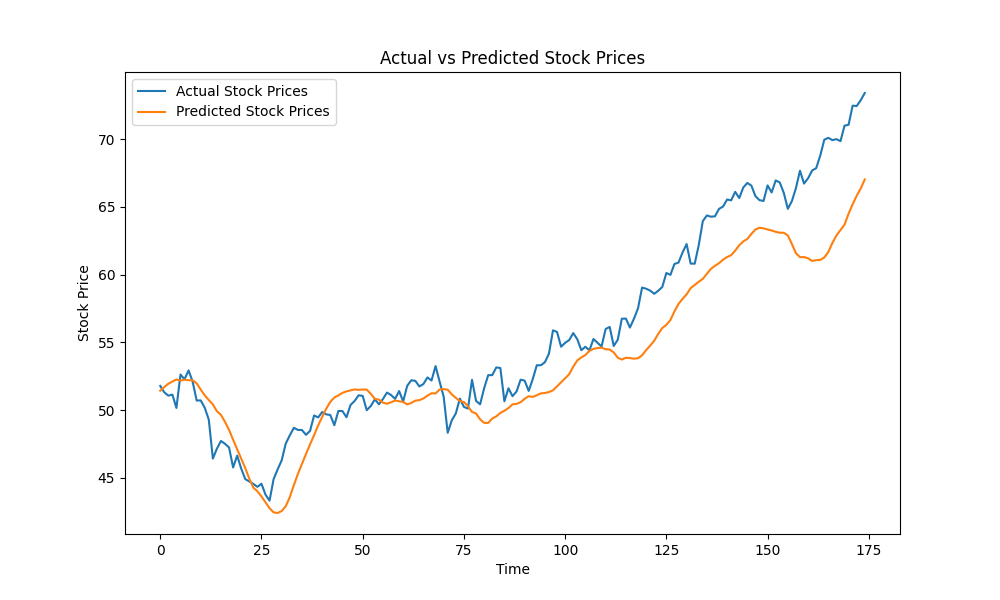 Actual vs Predicted Stock Prices
Actual Stock Prices
Predicted Stock Prices
70
65
60
55
50
45
Stock Price
0 25 50 75 100 125 150 175
Time